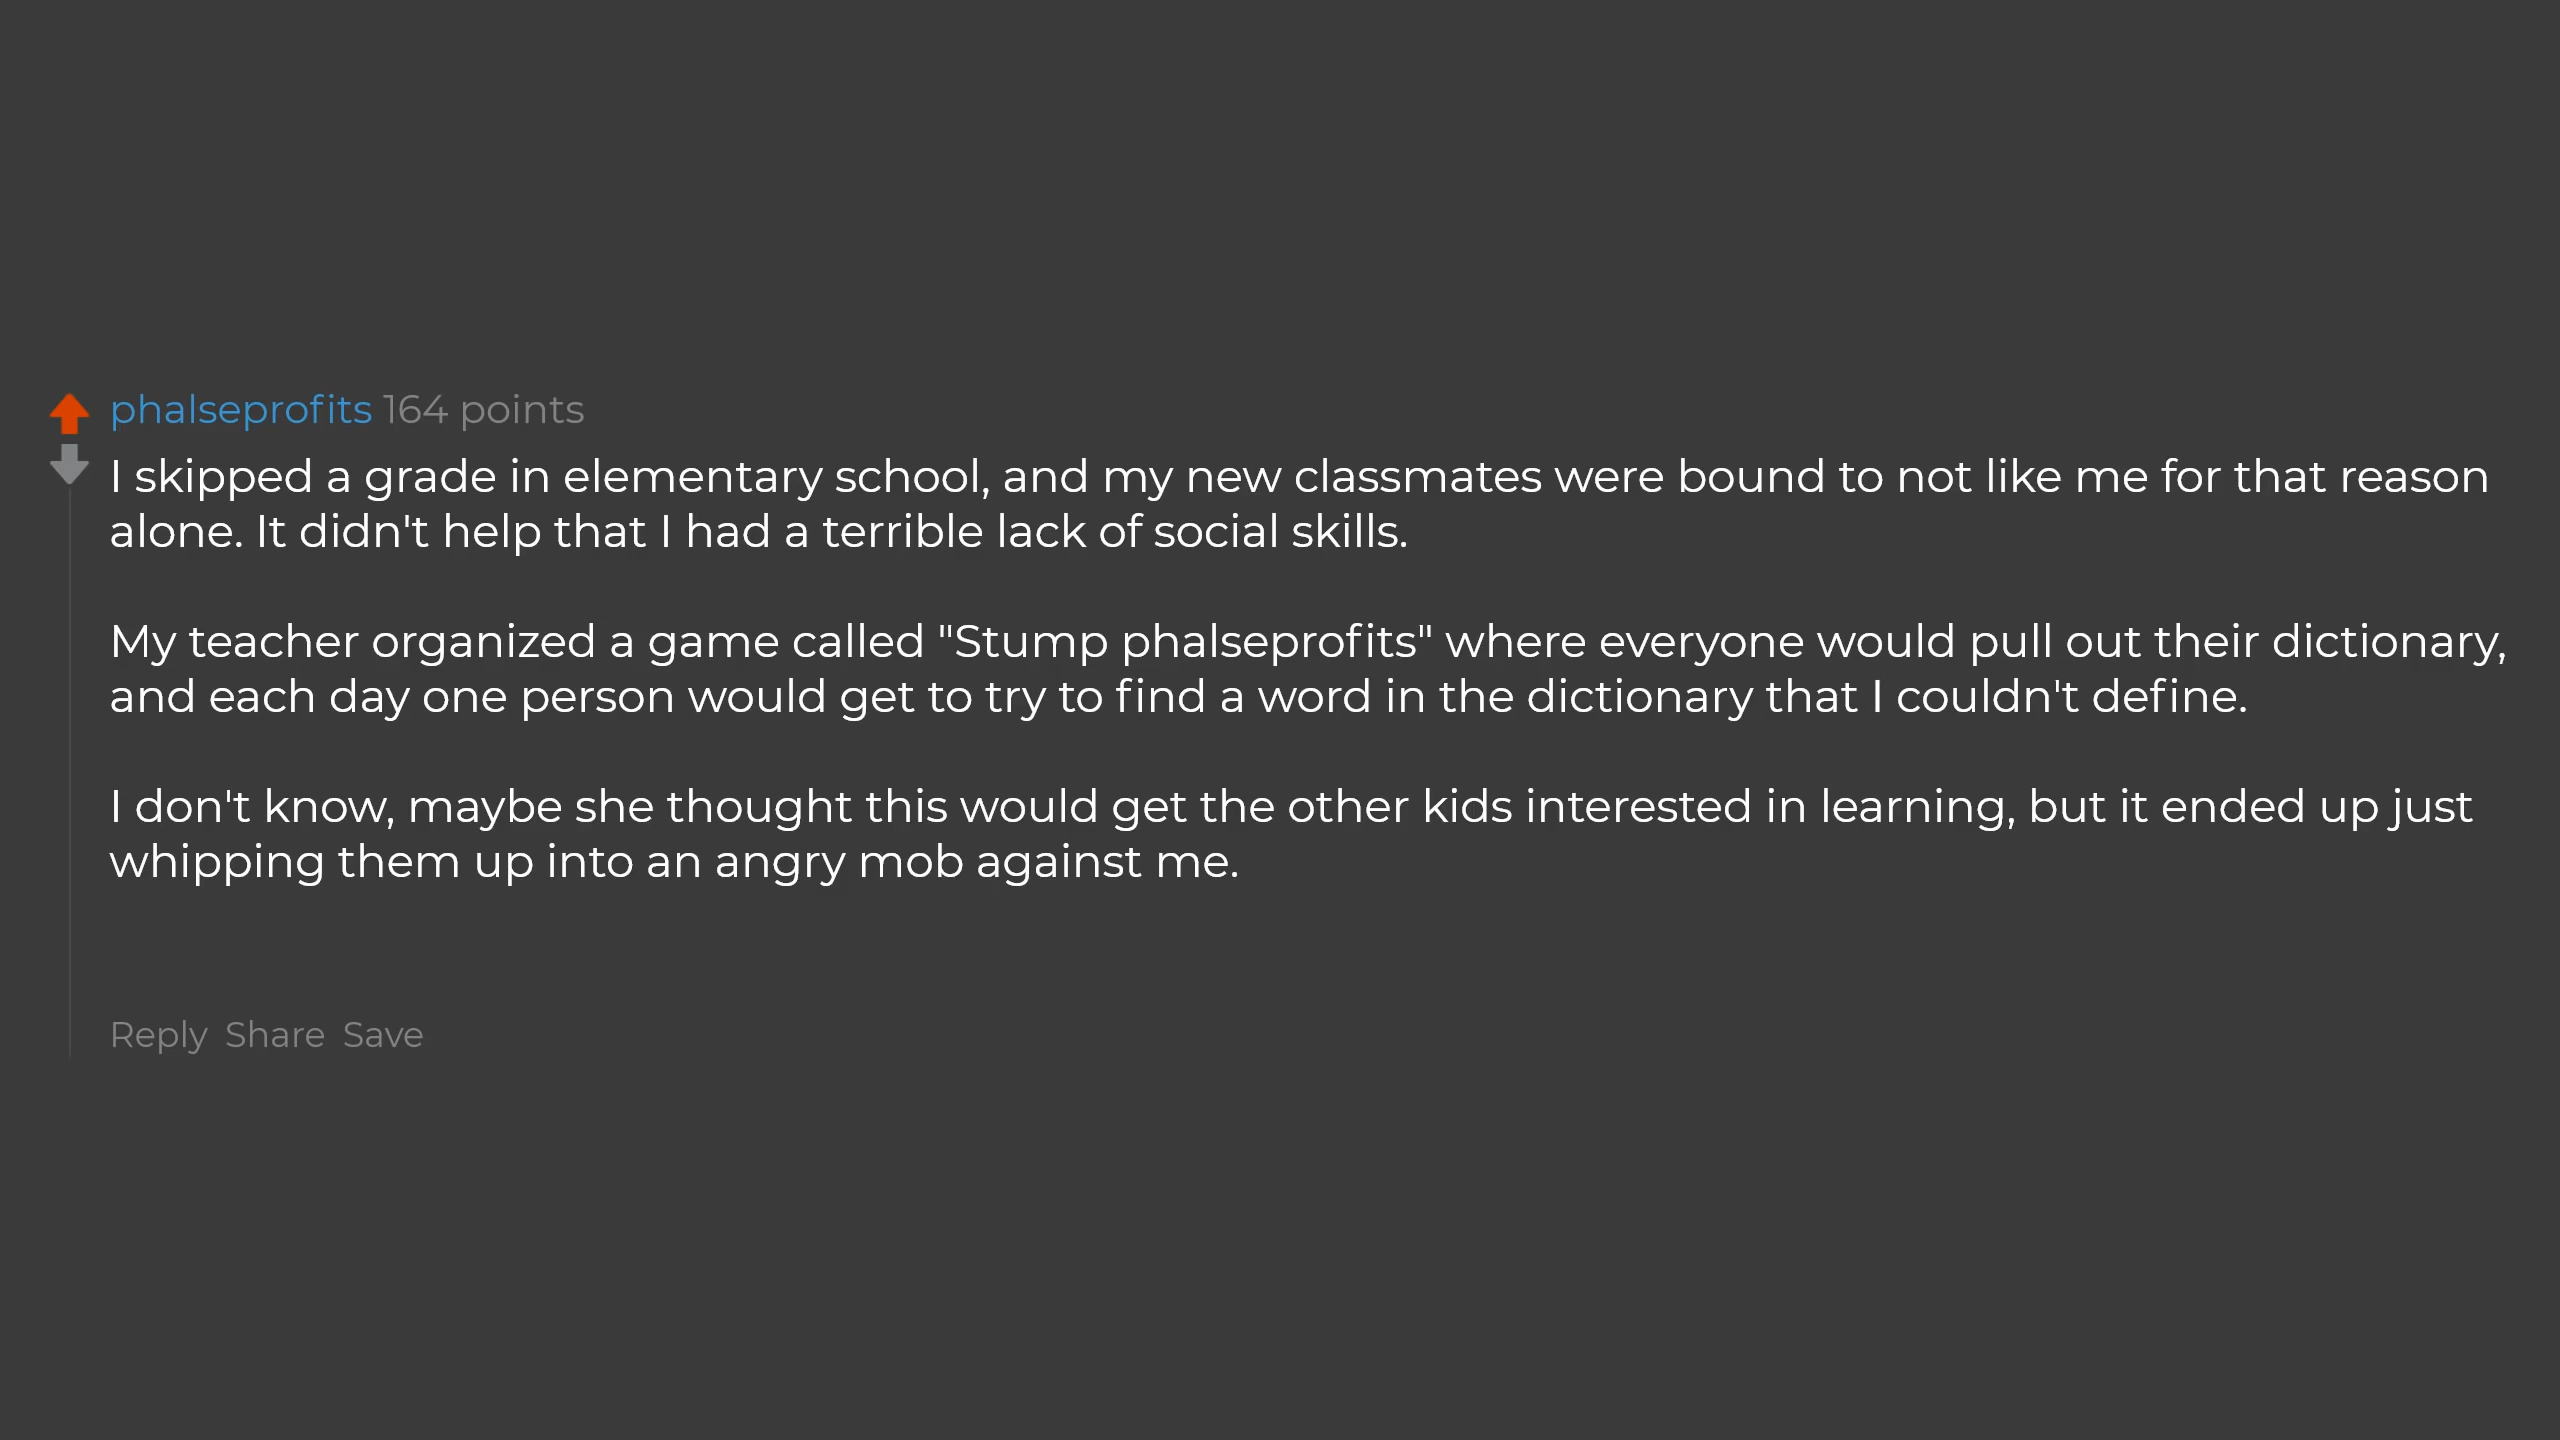 phalseprofits 164 points
I skipped a grade in elementary school, and my new classmates were bound to not like me for that reason
alone. It didn't help that I had a terrible lack of social skills.
My teacher organized a game called "Stump phalseprofits" where everyone would pull out their dictionary,
and each day one person would get to try to find a word in the dictionary that I couldn't define.
I don't know, maybe she thought this would get the other kids interested in learning, but it ended up just
whipping them up into an angry mob against me.
Reply Share Save